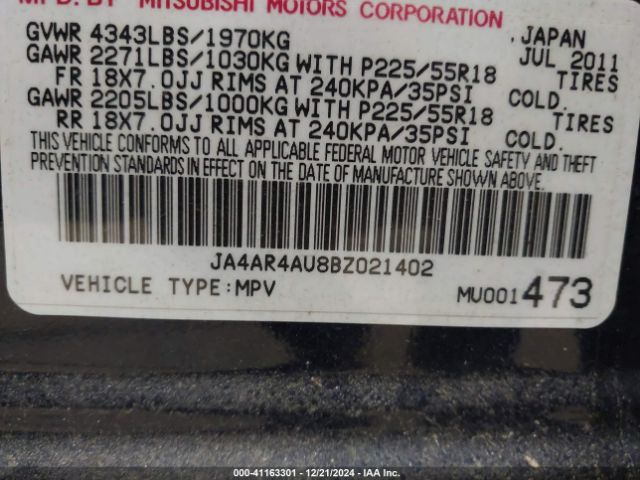 MFD. BY MITSUBISHI MOTORS CORPORATION, JAPAN
GVWR 4343LBS/1970KG JUL 2011
GAWR 2271LBS/1030KG WITH P225/55R18 TIRES
FR 18X7.0JJ RIMS AT 240KPA/35PSI COLD.
GAWR 2205LBS/1000KG WITH P225/55R18 TIRES
RR 18X7.0JJ RIMS AT 240KPA/35PSI COLD.
THIS VEHICLE CONFORMS TO ALL APPLICABLE FEDERAL MOTOR VEHICLE SAFETY AND THEFT
PREVENTION STANDARDS IN EFFECT ON THE DATE OF MANUFACTURE SHOWN ABOVE.
JA4AR4AU8BZ021402
VEHICLE TYPE:MPV MU001473
000-41163301 - 12/21/2024 - IAA Inc.